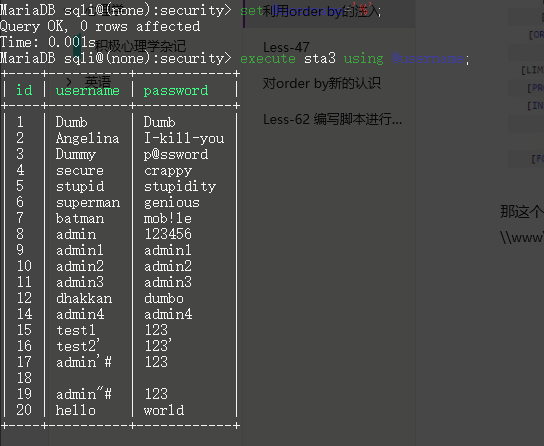 MariaDB sqli@(none):security> set
利用order by的注入
[OR
Query OK, 0 rows affected
Time: 0.001s
积极心理学杂记
Less-47
MariaDB sqli@(none):security> execute sta3 using @username;
[LIM
英语
对order by新的认识
[PRO
| id | username | password |
[IN
Less-62 编写脚本进行...
| 1 | Dumb | Dumb |
| 2 | Angelina | I-kill-you |
| 3 | Dummy | p@ssword |
[FO
| 4 | secure | crappy |
| 5 | stupid | stupidity |
| 6 | superman | genious |
那这个
| 7 | batman | mob!le |
| 8 | admin | 123456 |
\\www
| 9 | admin1 | admin1 |
| 10 | admin2 | admin2 |
| 11 | admin3 | admin3 |
| 12 | dhakkan | dumbo |
| 14 | admin4 | admin4 |
| 15 | test1 | 123 |
| 16 | test2' | 123' |
| 17 | admin'# | 123 |
| 18 | | |
| 19 | admin"# | 123 |
| 20 | hello | world |